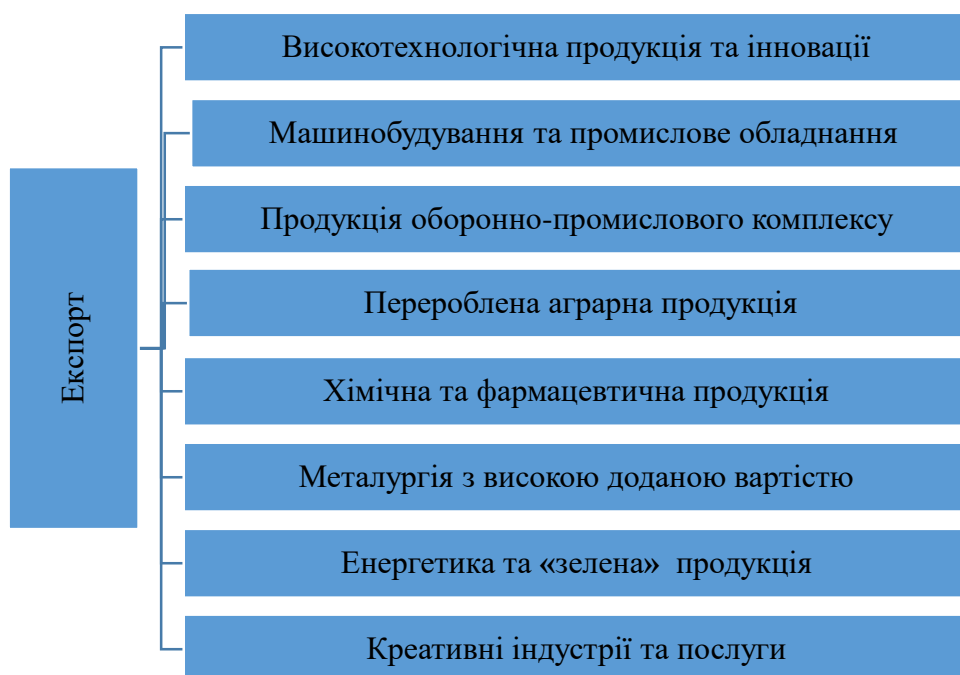 Експорт
Високотехнологічна продукція та інновації
Машинобудування та промислове обладнання
Продукція оборонно-промислового комплексу
Перероблена аграрна продукція
Хімічна та фармацевтична продукція
Металургія з високою доданою вартістю
Енергетика та «зелена» продукція
Креативні індустрії та послуги